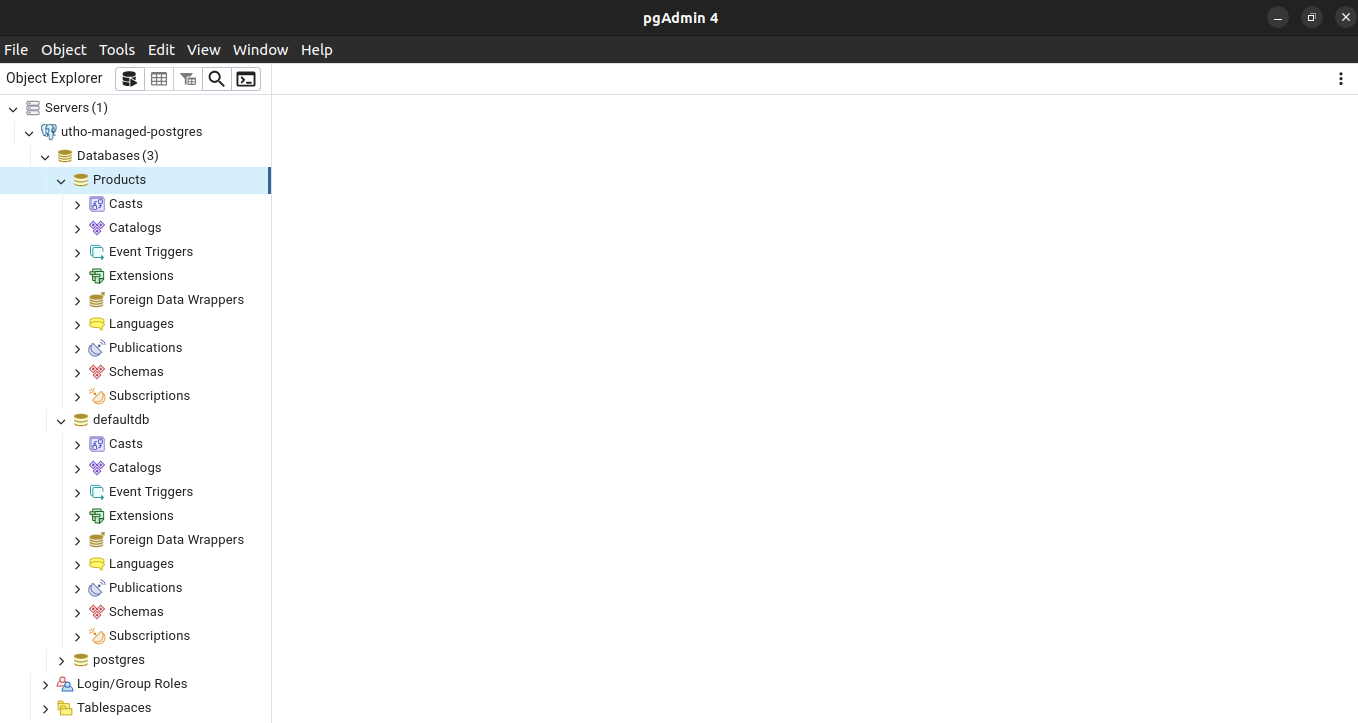 pgAdmin 4
File Object Tools Edit View Window Help
Object Explorer
Servers (1)
utho-managed-postgres
Databases (3)
Products
Casts
Catalogs
Event Triggers
Extensions
Foreign Data Wrappers
Languages
Publications
Schemas
Subscriptions
defaultdb
Casts
Catalogs
Event Triggers
Extensions
Foreign Data Wrappers
Languages
Publications
Schemas
Subscriptions
postgres
Login/Group Roles
Tablespaces